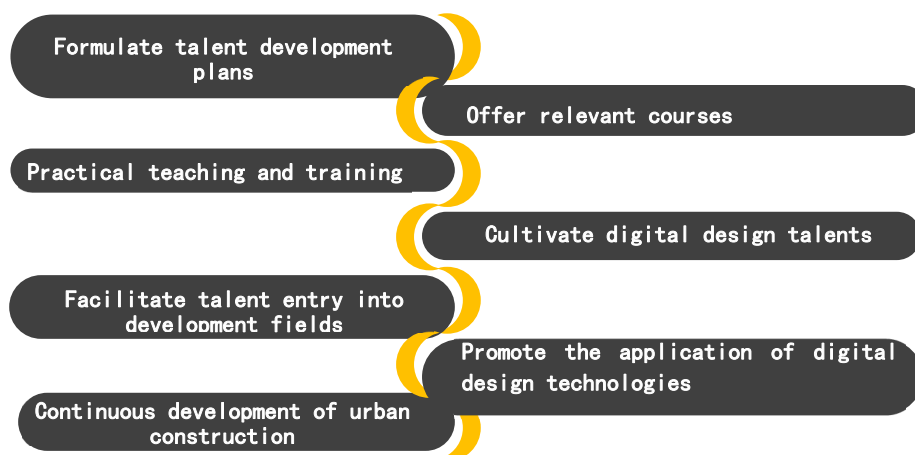 Formulate talent development
plans
Offer relevant courses
Practical teaching and training
Cultivate digital design talents
Facilitate talent entry into
development fields
Promote the application of digital
design technologies
Continuous development of urban
construction